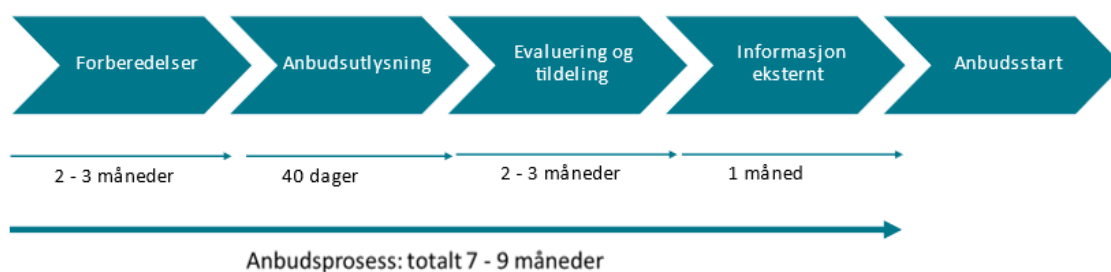 Forberedelser
Anbudsutlysning
Evaluering og
tildeling
Informasjon
eksternt
Anbudsstart
2 - 3 måneder
40 dager
2 - 3 måneder
1 måned
Anbudsprosess: totalt 7 - 9 måneder